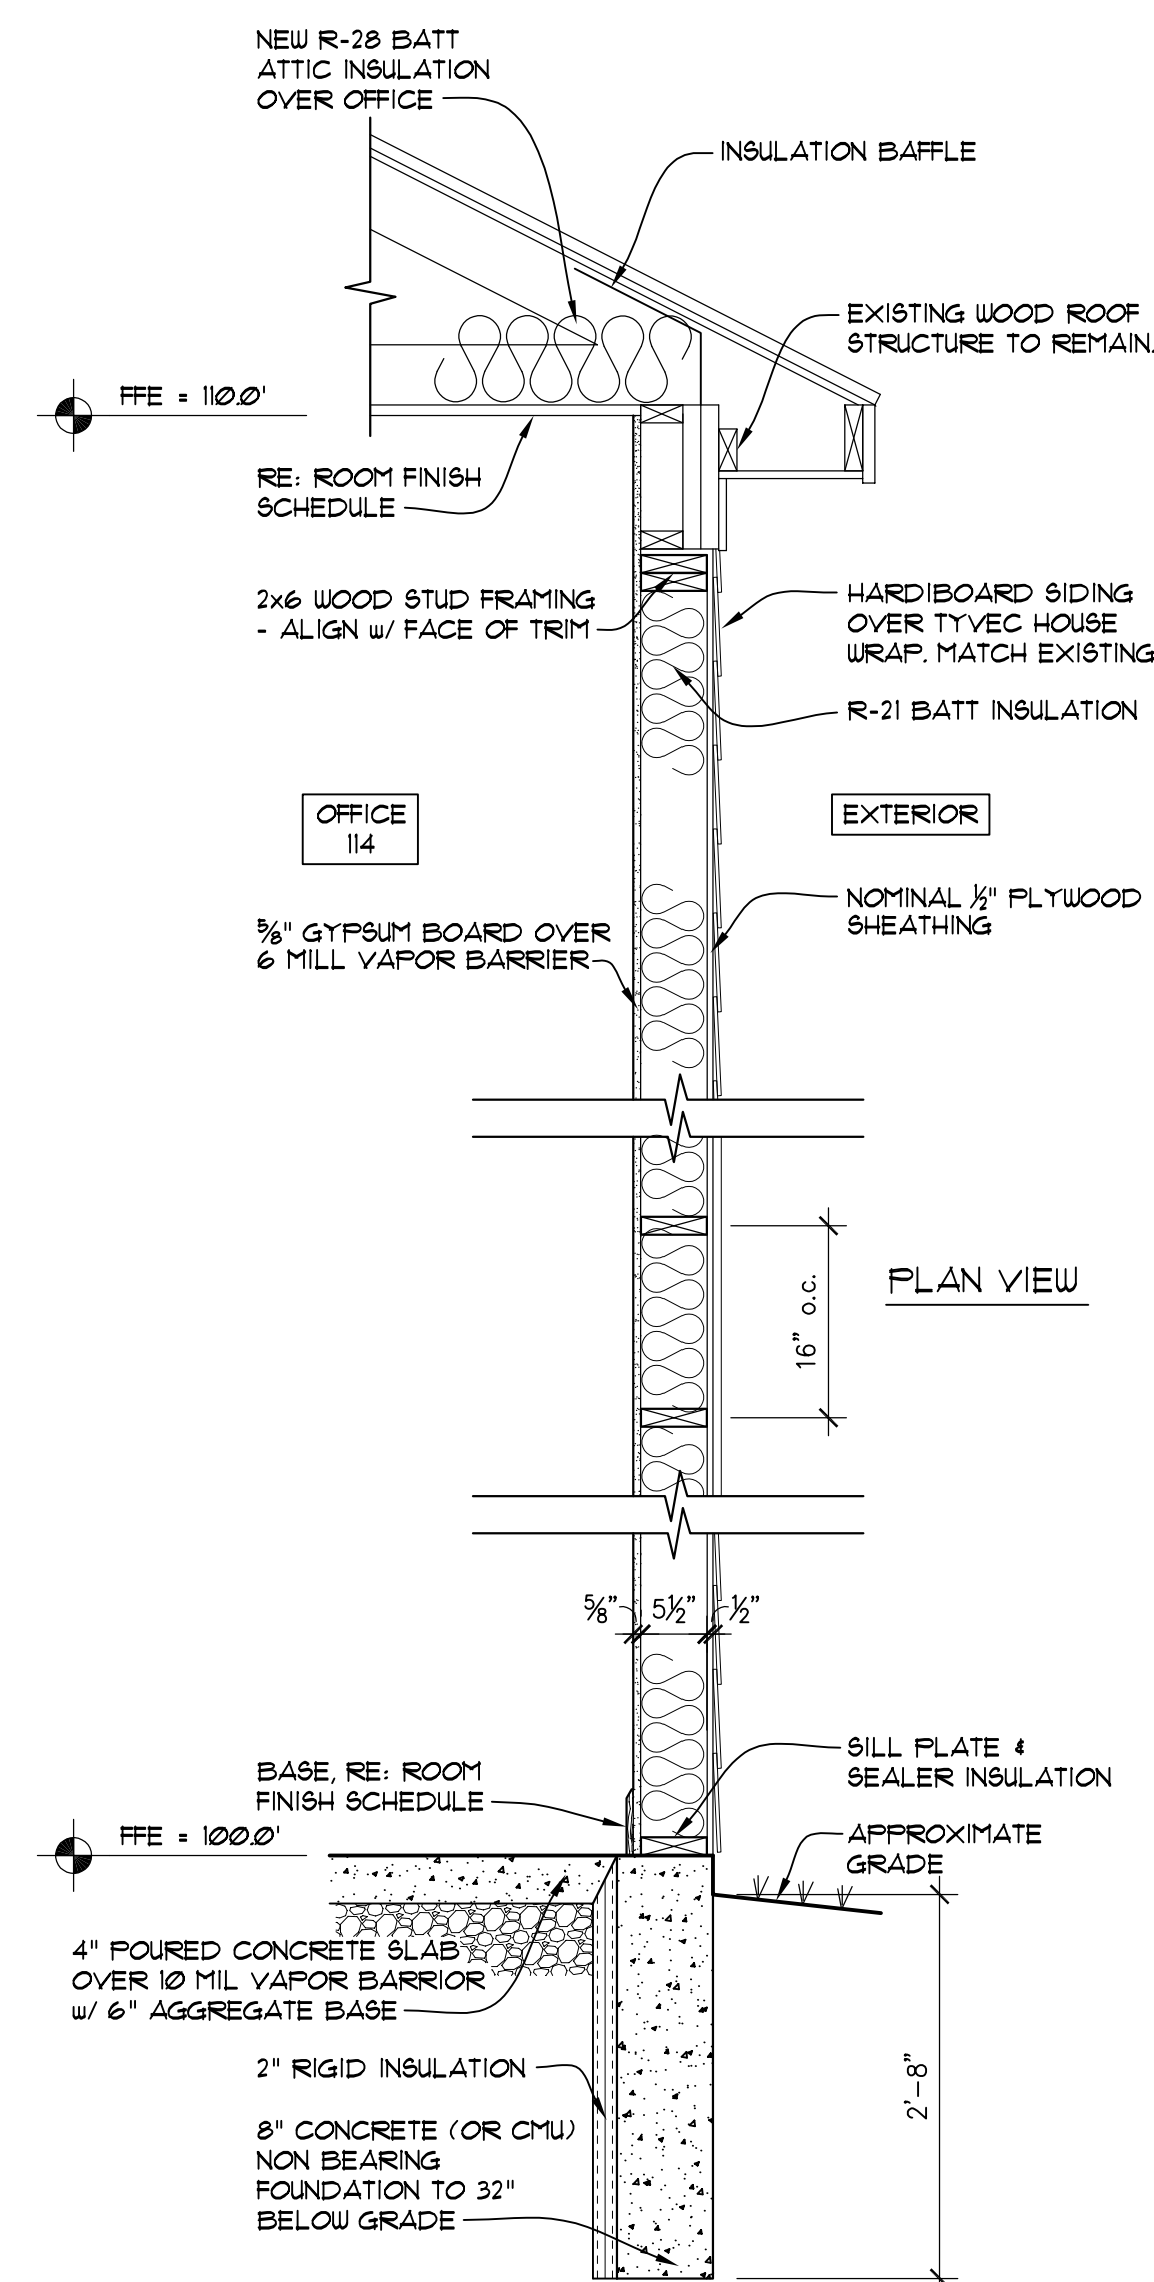 NEW R-28 BATT
ATTIC INSULATION
OVER OFFICE
INSULATION BAFFLE
EXISTING WOOD ROOF
STRUCTURE TO REMAIN.
FFE = 110.0'
RE: ROOM FINISH
SCHEDULE
2x6 WOOD STUD FRAMING
- ALIGN w/ FACE OF TRIM
HARDIBOARD SIDING
OVER TYVEC HOUSE
WRAP. MATCH EXISTING
R-21 BATT INSULATION
OFFICE
114
EXTERIOR
NOMINAL ½" PLYWOOD
SHEATHING
⅝" GYPSUM BOARD OVER
6 MILL VAPOR BARRIER
PLAN VIEW
16" o.c.
⅝" 5½" ½"
SILL PLATE &
SEALER INSULATION
BASE, RE: ROOM
FINISH SCHEDULE
FFE = 100.0'
APPROXIMATE
GRADE
4" POURED CONCRETE SLAB
OVER 10 MIL VAPOR BARRIOR
w/ 6" AGGREGATE BASE
2" RIGID INSULATION
2'-8"
8" CONCRETE (OR CMU)
NON BEARING
FOUNDATION TO 32"
BELOW GRADE